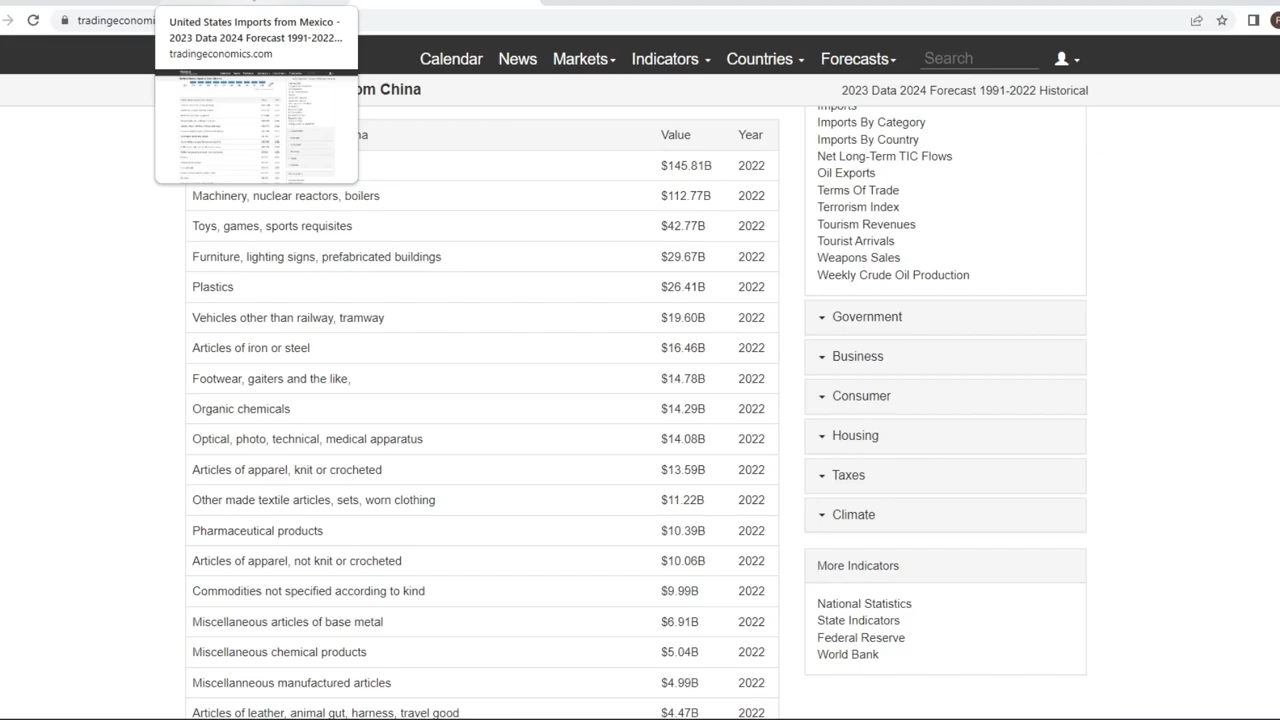 tradingeconomi
United States Imports from Mexico -
2023 Data 2024 Forecast 1991-2022...
tradingeconomics.com
Calendar News Markets Indicators Countries Forecasts Search
om China
2023 Data 2024 Forecast 1991-2022 Historical
Value Year
2022
Machinery, nuclear reactors, boilers $112.77B 2022
Toys, games, sports requisites $42.77B 2022
Furniture, lighting signs, prefabricated buildings $28.67B 2022
Plastics $26.41B 2022
Vehicles other than railway, tramway $19.60B 2022
Articles of iron or steel $16.46B 2022
Footwear, gaiters and the like, $14.78B 2022
Organic chemicals $14.29B 2022
Optical, photo, technical, medical apparatus $14.08B 2022
Articles of apparel, knit or crocheted $13.59B 2022
Other made textile articles, sets, worn clothing $11.22B 2022
Pharmaceutical products $10.39B 2022
Articles of apparel, not knit or crocheted $10.06B 2022
Commodities not specified according to kind $9.99B 2022
Miscellaneous articles of base metal $6.91B 2022
Miscellaneous chemical products $5.04B 2022
Miscellanneous manufactured articles $4.99B 2022
Articles of leather, animal gut, harness, travel good $4.47B 2022
Imports
Imports By Category
Imports By Country
Net Long-Term TIC Flows
Oil Exports
Terms Of Trade
Terrorism Index
Tourism Revenues
Tourist Arrivals
Weapons Sales
Weekly Crude Oil Production
Government
Business
Consumer
Housing
Taxes
Climate
More Indicators
National Statistics
State Indicators
Federal Reserve
World Bank